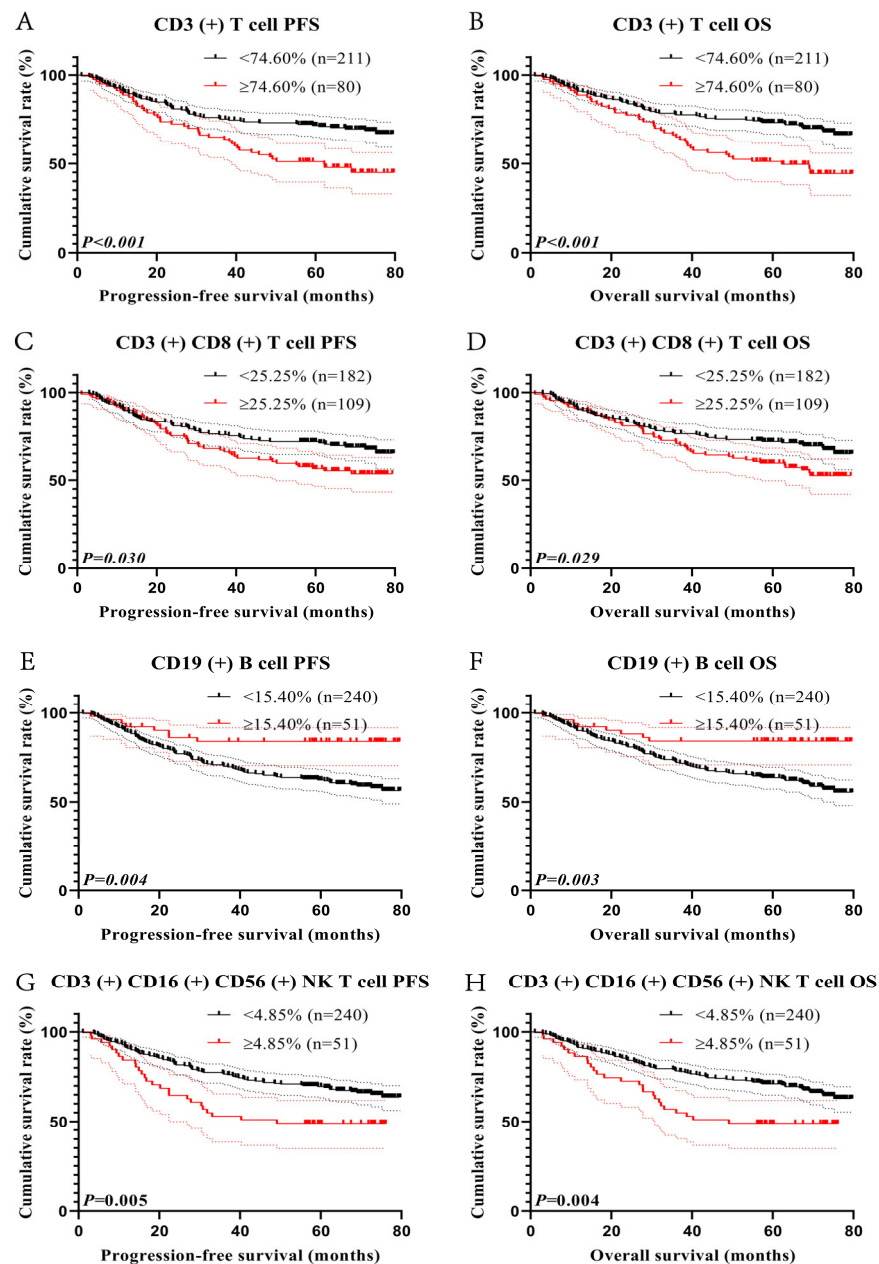 A
CD3 (+) T cell PFS
<74.60% (n=211)
≥74.60% (n=80)
Cumulative survival rate (%)
100
50
0
P<0.001
0 20 40 60 80
Progression-free survival (months)
B
CD3 (+) T cell OS
<74.60% (n=211)
≥74.60% (n=80)
Cumulative survival rate (%)
100
50
0
P<0.001
0 20 40 60 80
Overall survival (months)
C
CD3 (+) CD8 (+) T cell PFS
<25.25% (n=182)
≥25.25% (n=109)
Cumulative survival rate (%)
100
50
0
P=0.030
0 20 40 60 80
Progression-free survival (months)
D
CD3 (+) CD8 (+) T cell OS
<25.25% (n=182)
≥25.25% (n=109)
Cumulative survival rate (%)
100
50
0
P=0.029
0 20 40 60 80
Overall survival (months)
E
CD19 (+) B cell PFS
<15.40% (n=240)
≥15.40% (n=51)
Cumulative survival rate (%)
100
50
0
P=0.004
0 20 40 60 80
Progression-free survival (months)
F
CD19 (+) B cell OS
<15.40% (n=240)
≥15.40% (n=51)
Cumulative survival rate (%)
100
50
0
P=0.003
0 20 40 60 80
Overall survival (months)
G
CD3 (+) CD16 (+) CD56 (+) NK T cell PFS
<4.85% (n=240)
≥4.85% (n=51)
Cumulative survival rate (%)
100
50
0
P=0.005
0 20 40 60 80
Progression-free survival (months)
H
CD3 (+) CD16 (+) CD56 (+) NK T cell OS
<4.85% (n=240)
≥4.85% (n=51)
Cumulative survival rate (%)
100
50
0
P=0.004
0 20 40 60 80
Overall survival (months)